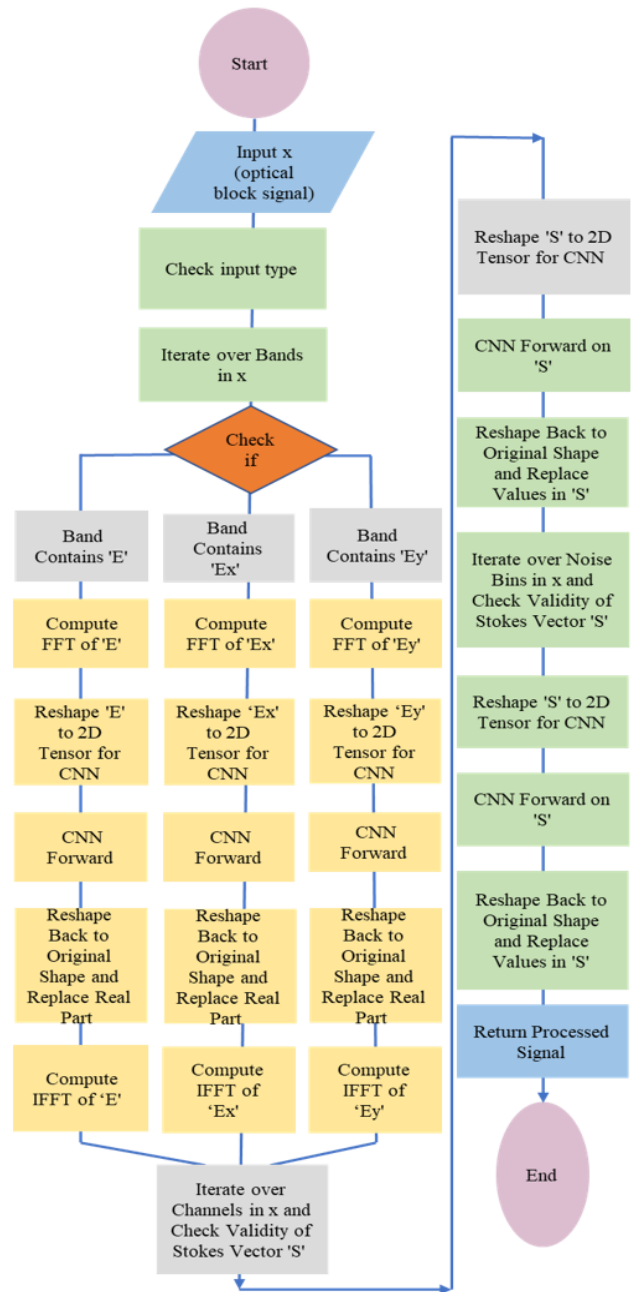 Start
Input x
(optical
block signal)
Check input type
Iterate over Bands
in x
Check
if
Band
Contains 'E'
Compute
FFT of 'E'
Reshape 'E'
to 2D
Tensor for
CNN
CNN
Forward
Reshape
Back to
Original
Shape and
Replace Real
Part
Compute
IFFT of ‘E'
Band
Contains
'Ex'
Compute
FFT of 'Ex'
Reshape ‘Ex'
to 2D
Tensor for
CNN
CNN
Forward
Reshape
Back to
Original
Shape and
Replace Real
Part
Compute
IFFT of
‘Ex'
Band
Contains 'Ey'
Compute
FFT of 'Ey'
Reshape ‘Ey'
to 2D
Tensor for
CNN
CNN
Forward
Reshape
Back to
Original
Shape and
Replace Real
Part
Compute
IFFT of
‘Ey'
Iterate over
Channels in x and
Check Validity of
Stokes Vector 'S'
Reshape 'S' to 2D
Tensor for CNN
CNN Forward on
'S'
Reshape Back to
Original Shape
and Replace
Values in 'S'
Iterate over Noise
Bins in x and
Check Validity of
Stokes Vector 'S'
Reshape 'S' to 2D
Tensor for CNN
CNN Forward on
'S'
Reshape Back to
Original Shape
and Replace
Values in 'S'
Return Processed
Signal
End